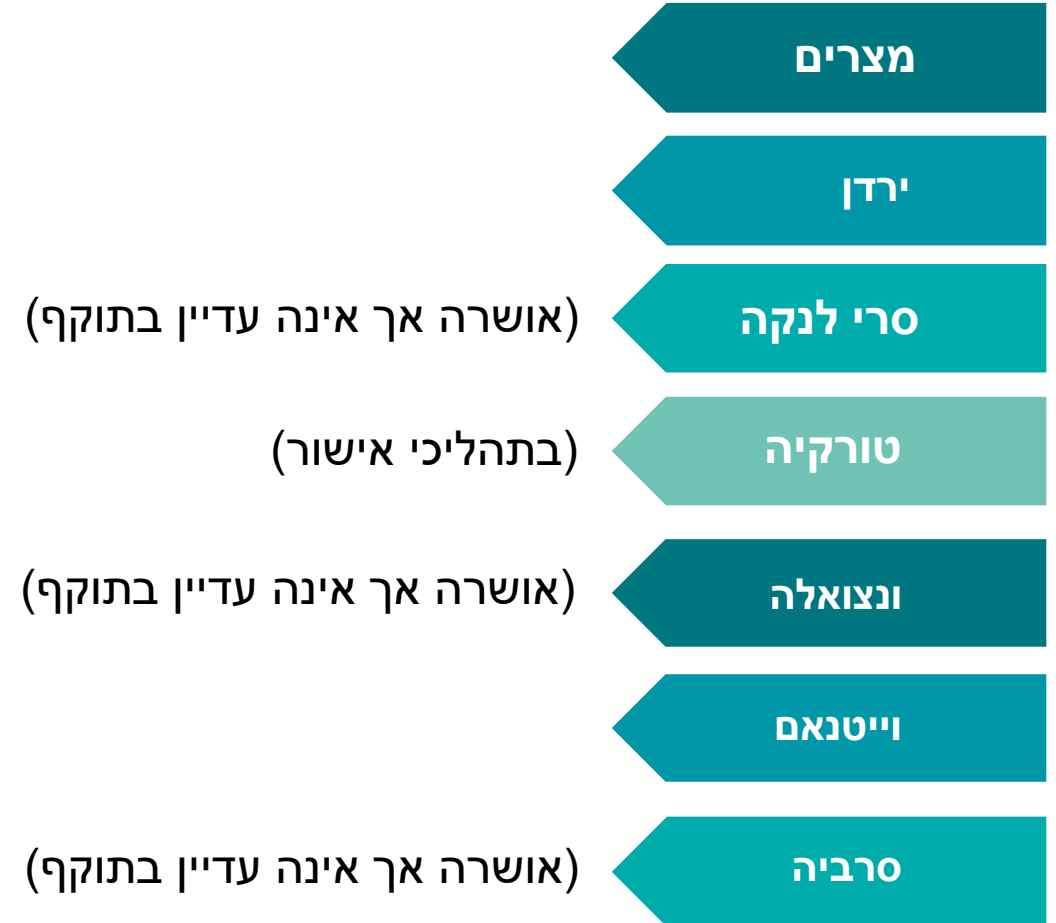 מצרים
ירדן
סרי לנקה (אושרה אך אינה עדיין בתוקף)
טורקיה (בתהליכי אישור)
ונצואלה (אושרה אך אינה עדיין בתוקף)
וייטנאם
סרביה (אושרה אך אינה עדיין בתוקף)